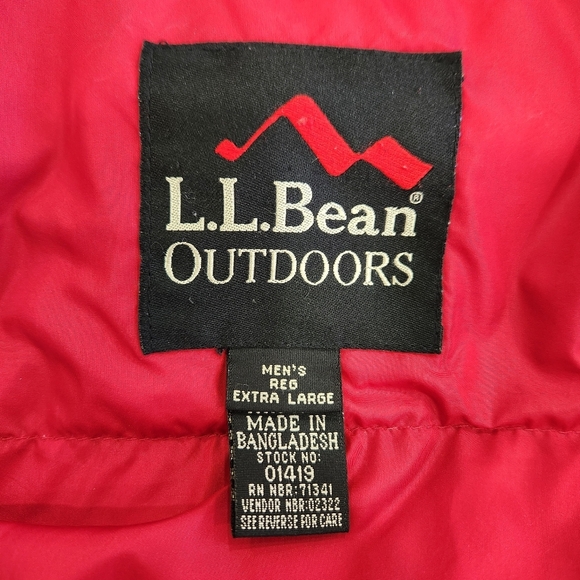 L.L.Bean®
OUTDOORS
MEN'S
REG
EXTRA LARGE
MADE IN
BANGLADESH
STOCK NO:
01419
RN NBR:71341
VENDOR NBR:02322
SEE REVERSE FOR CARE